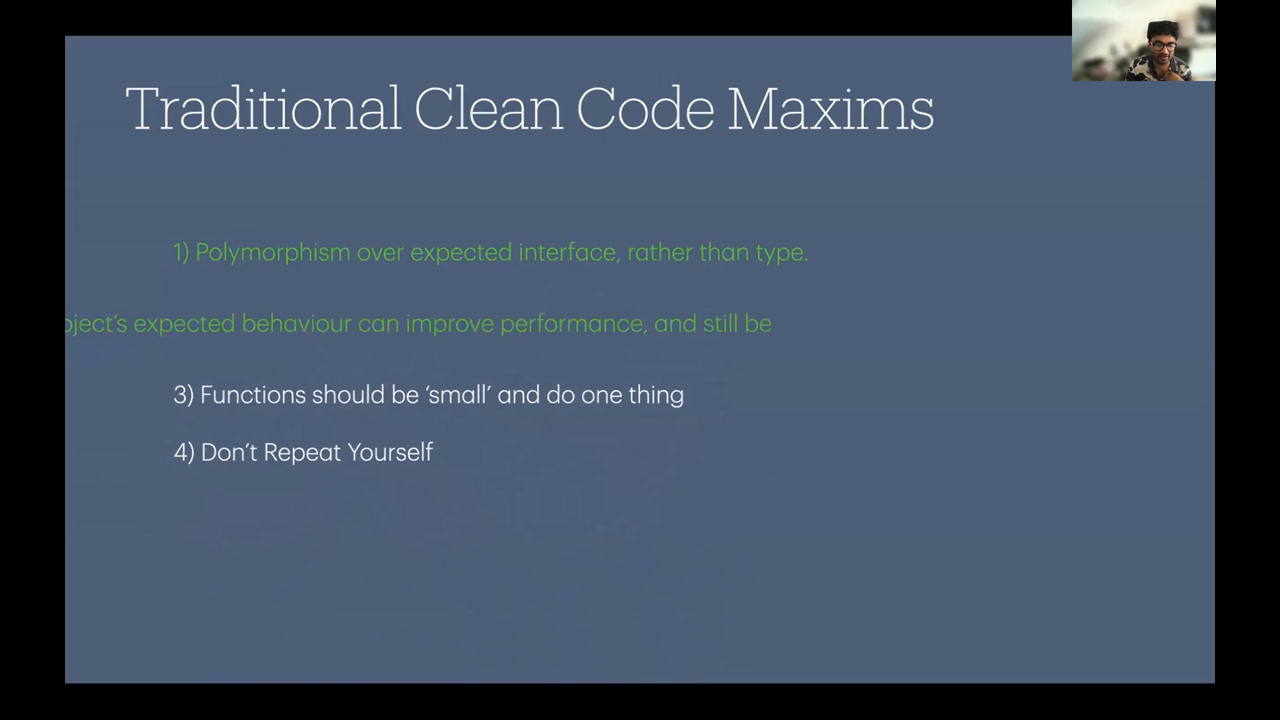 Traditional Clean Code Maxims
1) Polymorphism over expected interface, rather than type.
expected behaviour can improve performance, and still be
3) Functions should be ‘small’ and do one thing
4) Don’t Repeat Yourself